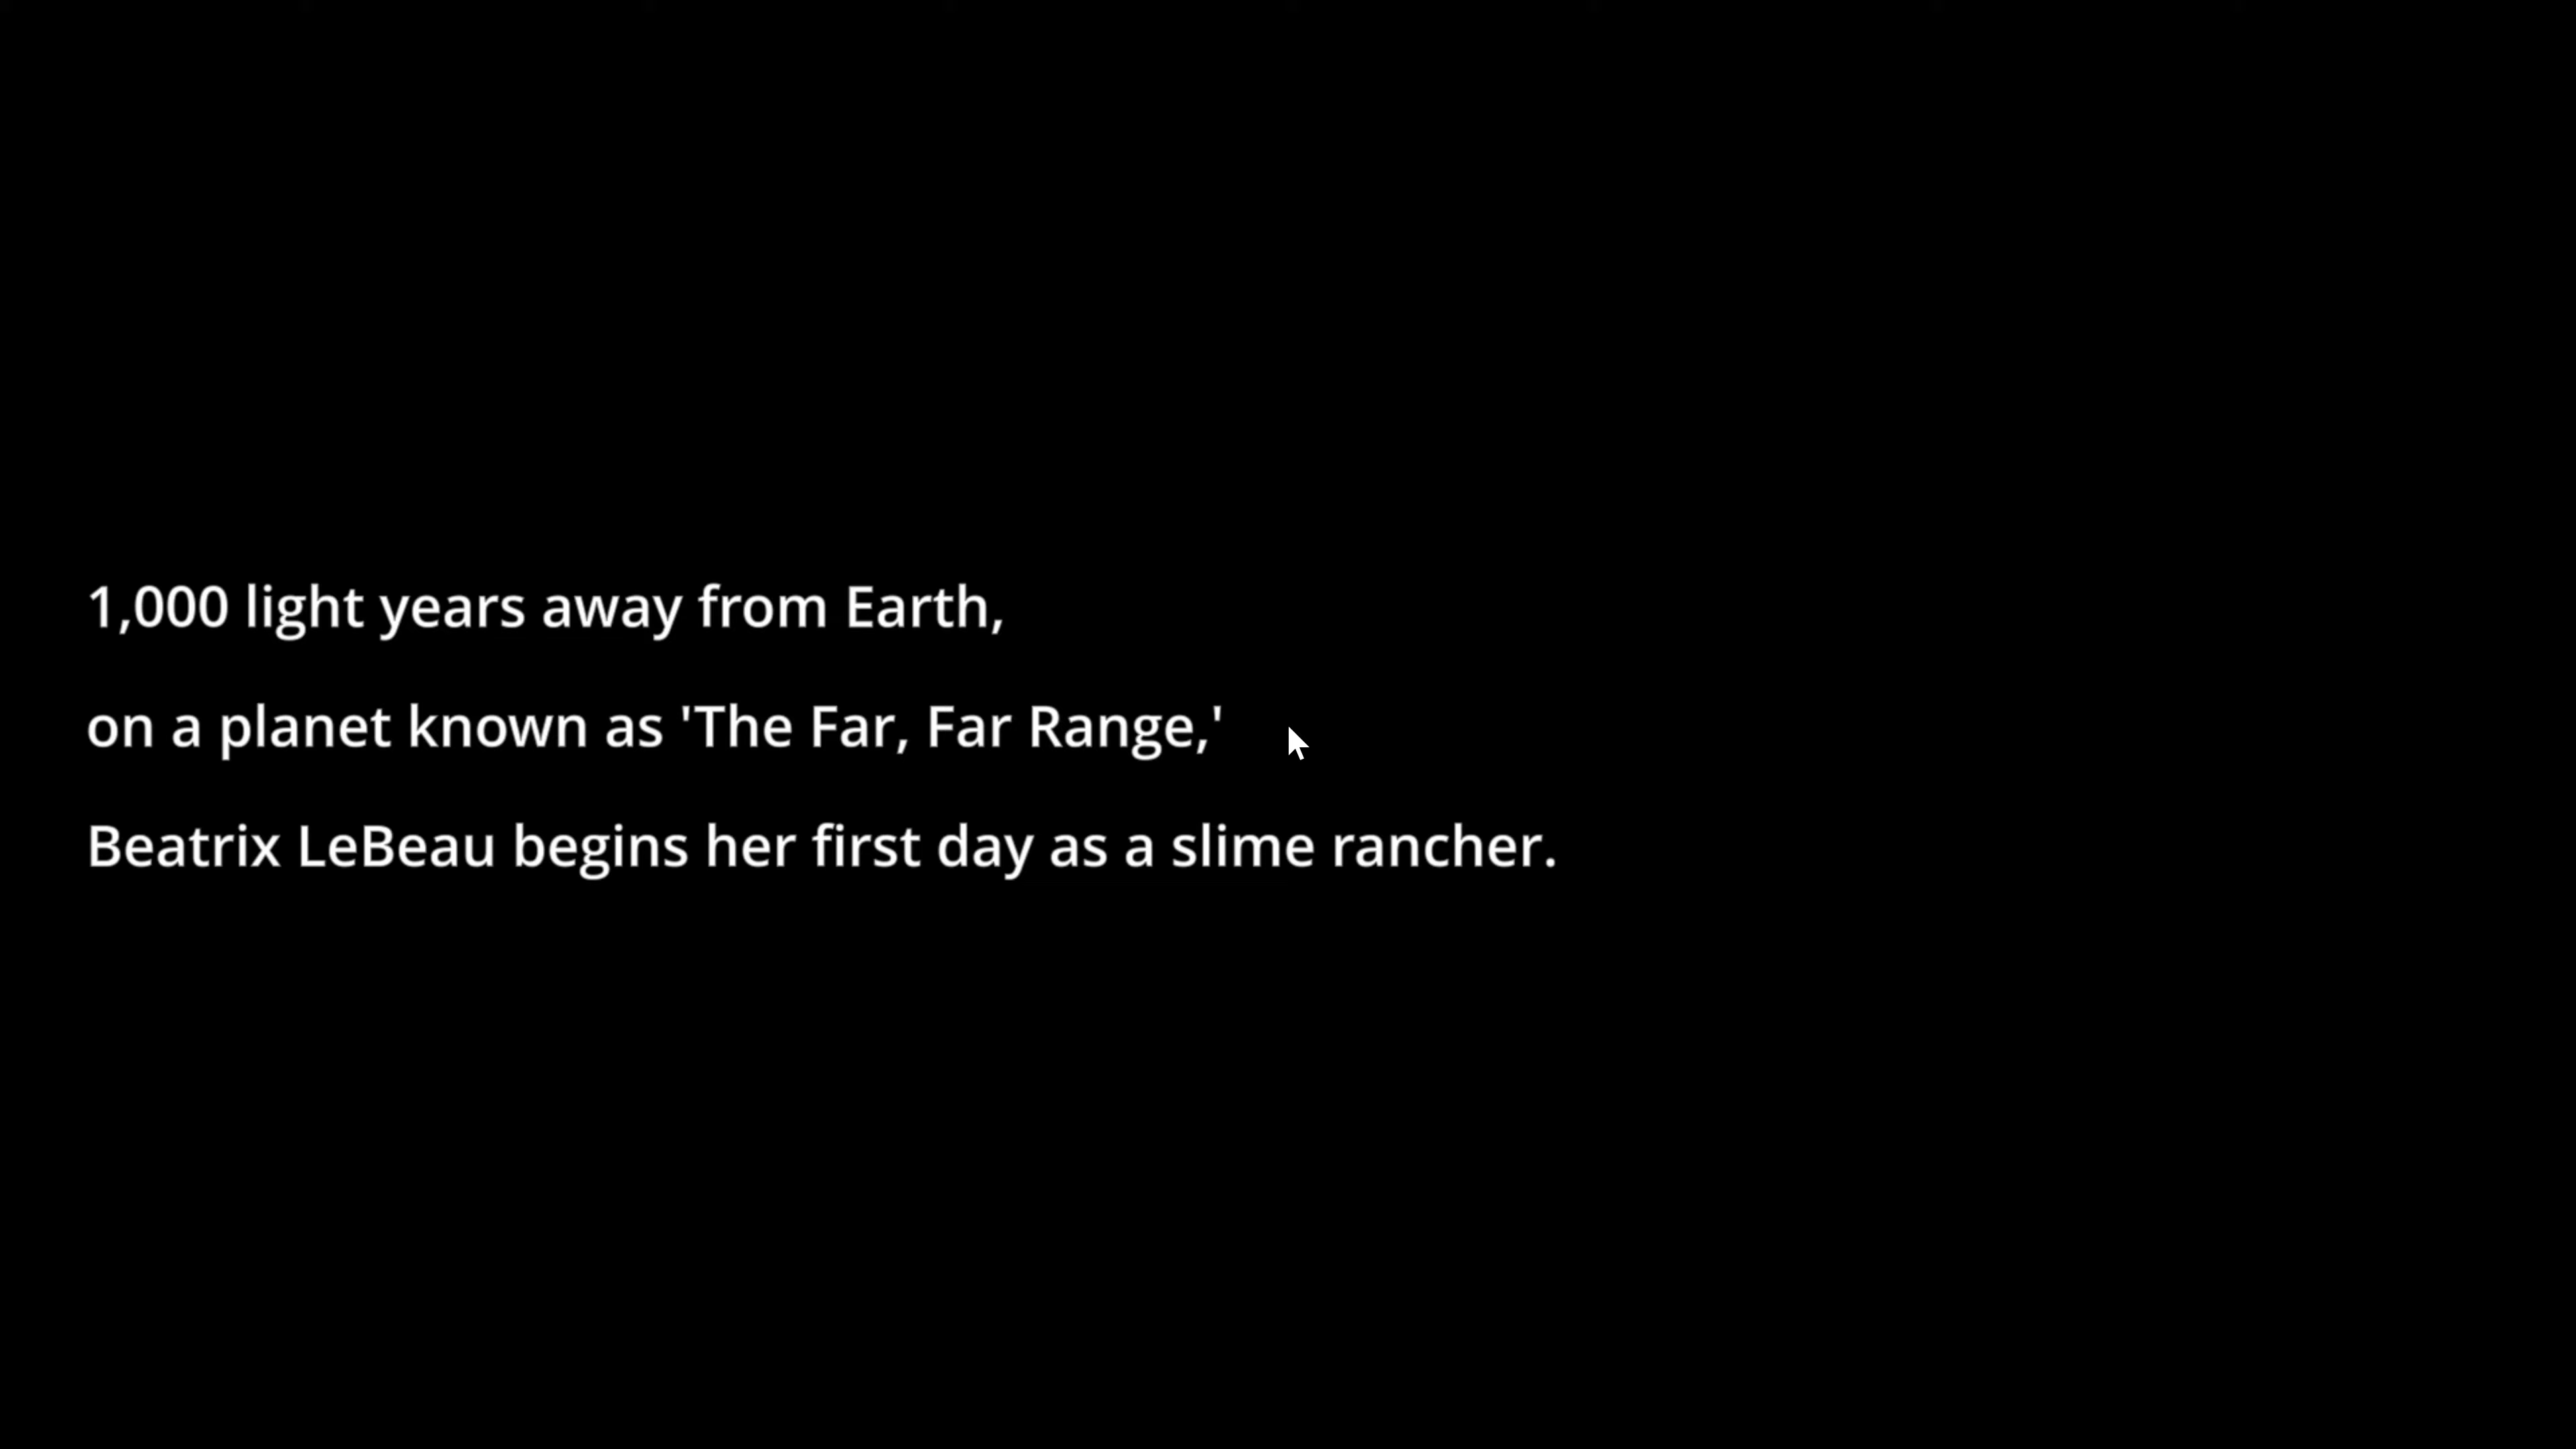 1,000 light years away from Earth,
on a planet known as 'The Far, Far Range,'
Beatrix LeBeau begins her first day as a slime rancher.